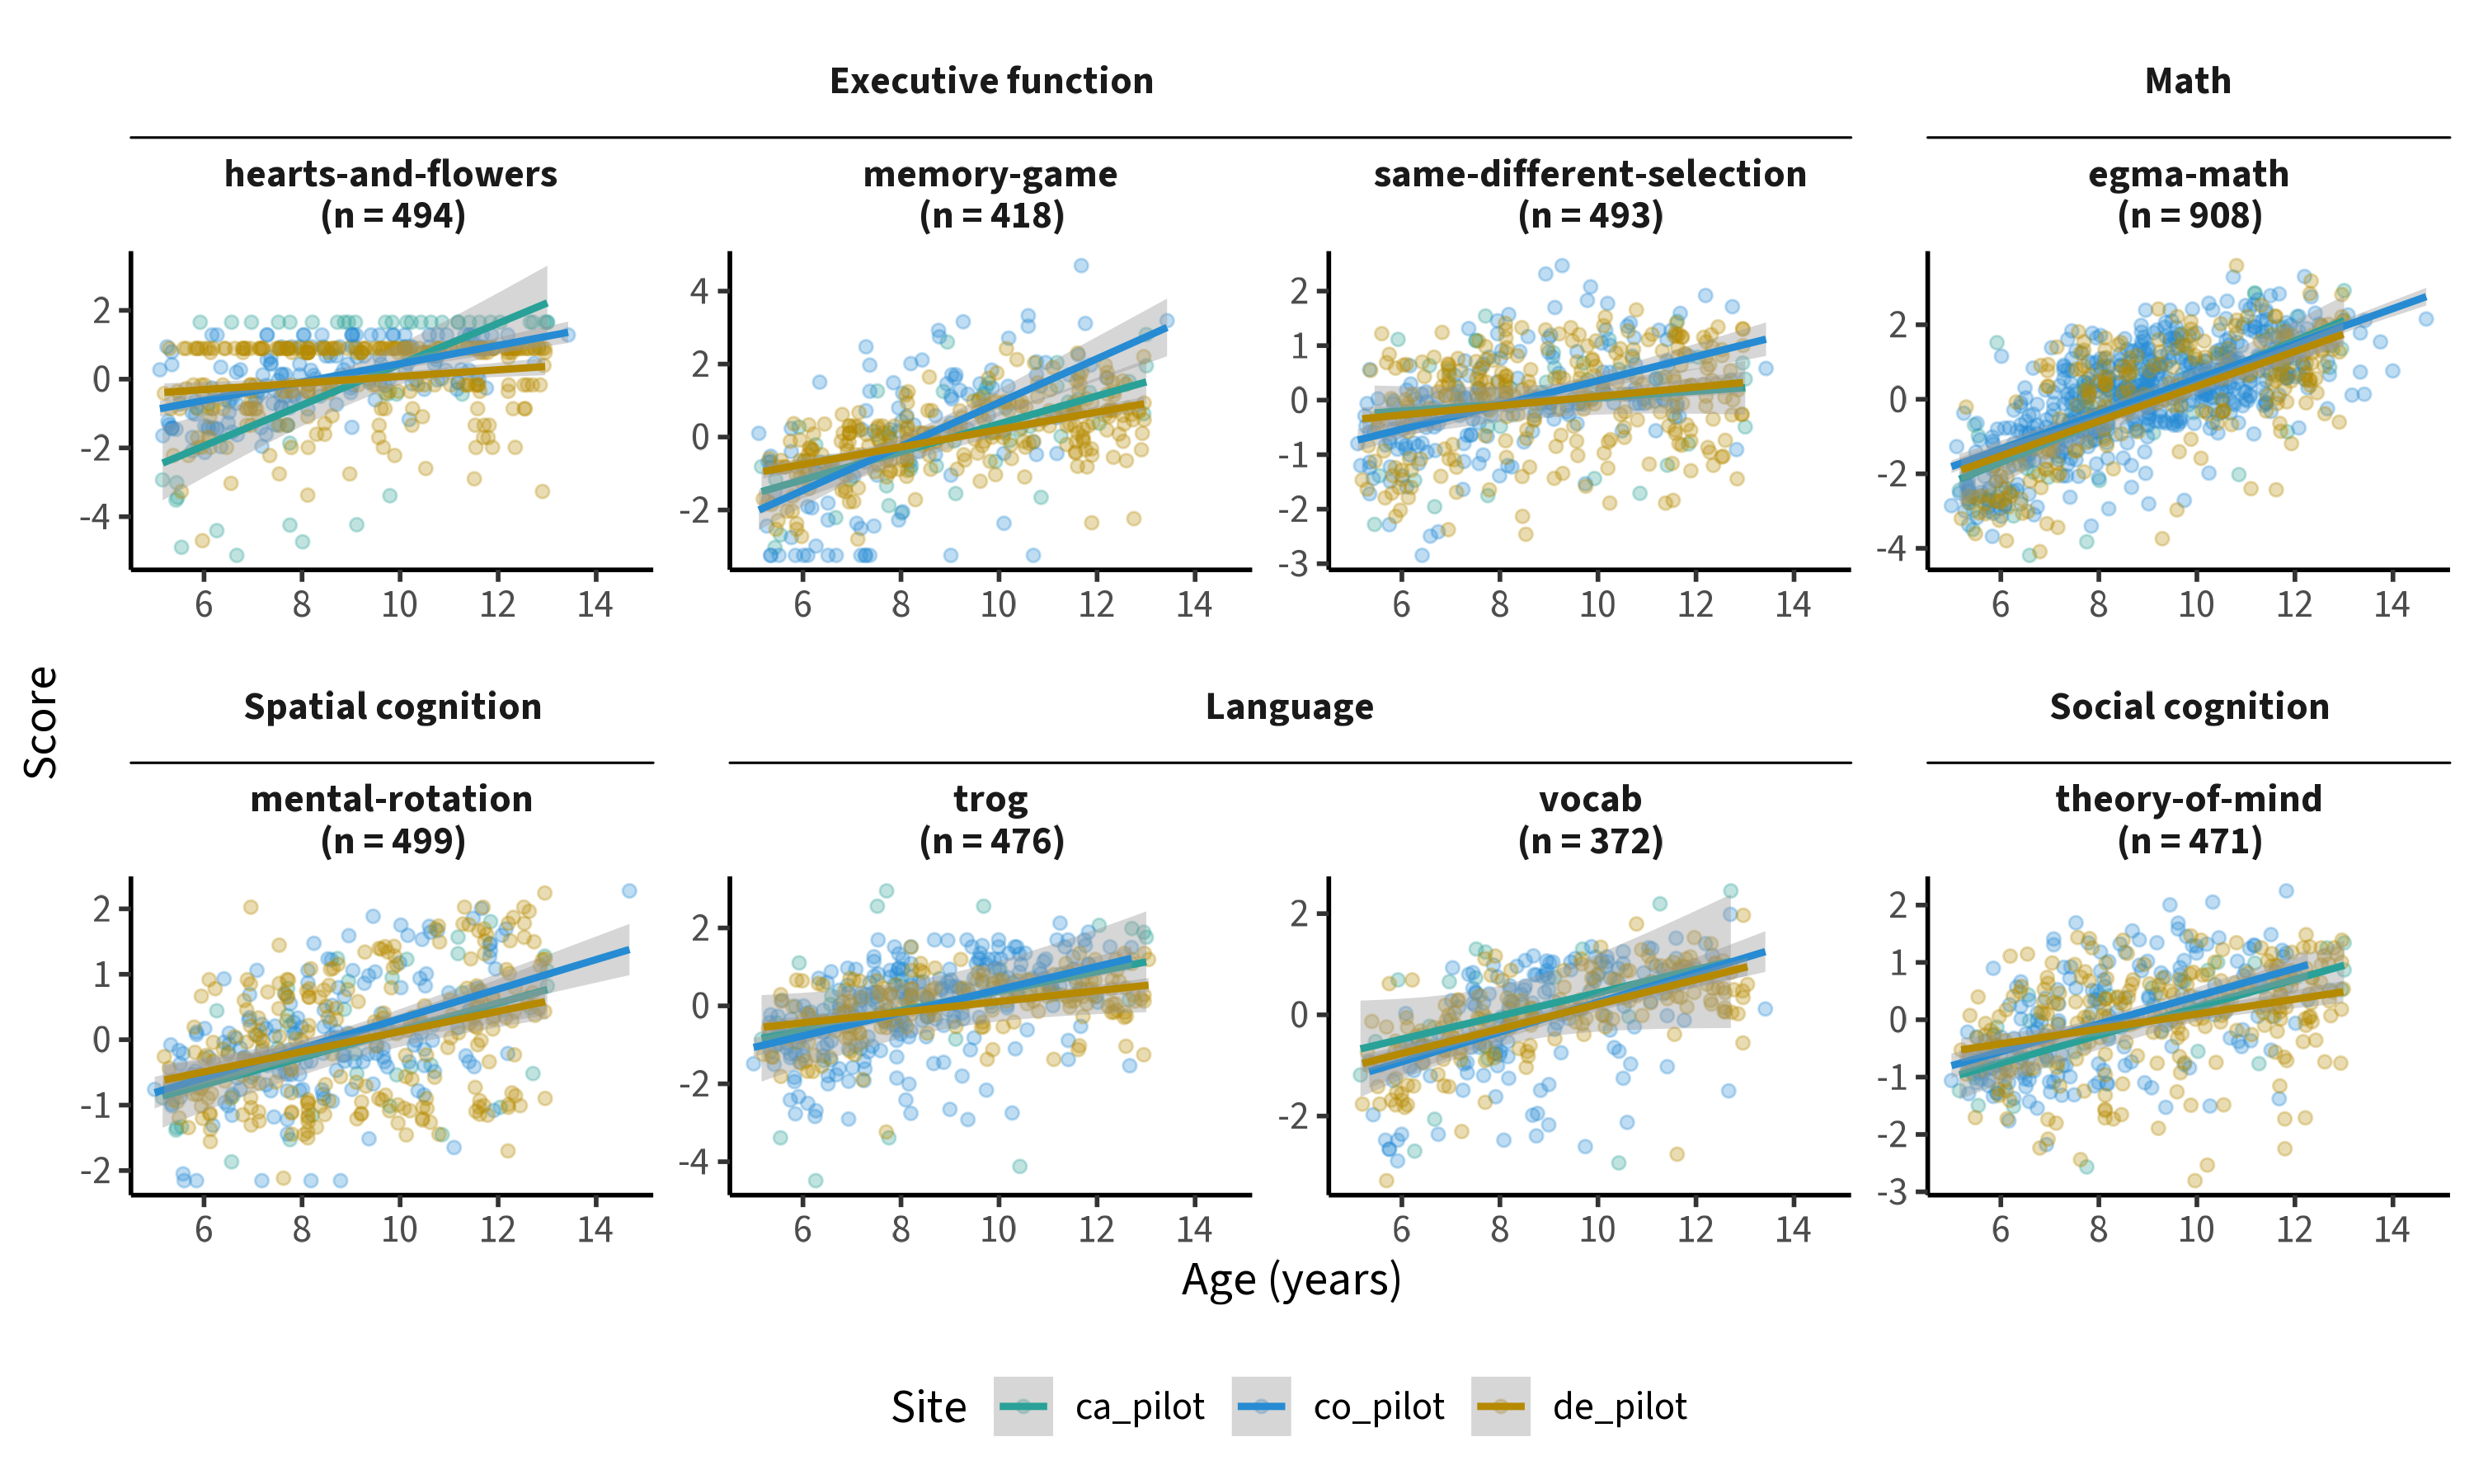 Executive function
Math
hearts-and-flowers
(n = 494)
memory-game
(n = 418)
same-different-selection
(n = 493)
egma-math
(n = 908)
2
0
-2
-4
6 8 10 12 14
4
2
0
-2
6 8 10 12 14
2
1
0
-1
-2
-3
6 8 10 12 14
2
0
-2
-4
6 8 10 12 14
Score
Spatial cognition
Language
Social cognition
mental-rotation
(n = 499)
trog
(n = 476)
vocab
(n = 372)
theory-of-mind
(n = 471)
2
1
0
-1
-2
6 8 10 12 14
2
0
-2
-4
6 8 10 12 14
2
0
-2
6 8 10 12 14
2
1
0
-1
-2
-3
6 8 10 12 14
Age (years)
Site ca_pilot co_pilot de_pilot